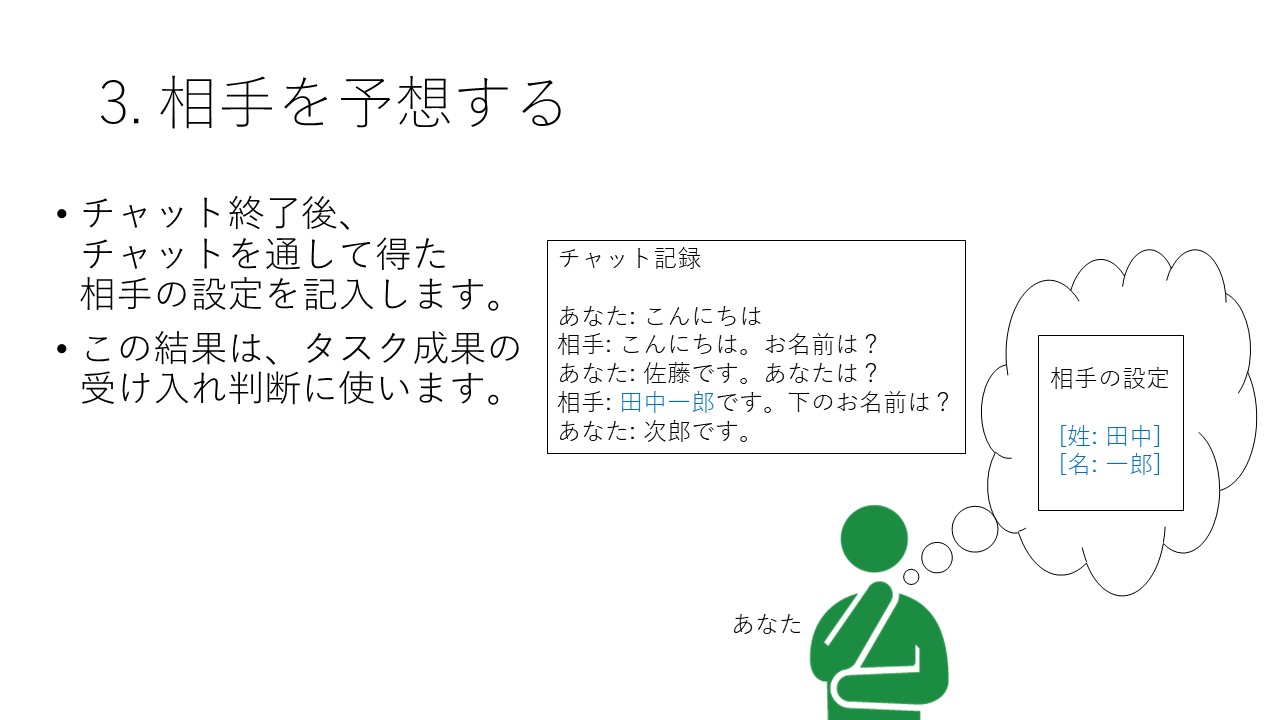 3. 相手を予想する
• チャット終了後、
チャットを通して得た
相手の設定を記入します。
• この結果は、タスク成果の
受け入れ判断に使います。
チャット記録
あなた: こんにちは
相手: こんにちは。お名前は？
あなた: 佐藤です。あなたは？
相手: 田中一郎です。下のお名前は？
あなた: 次郎です。
相手の設定
[姓: 田中]
[名: 一郎]
あなた